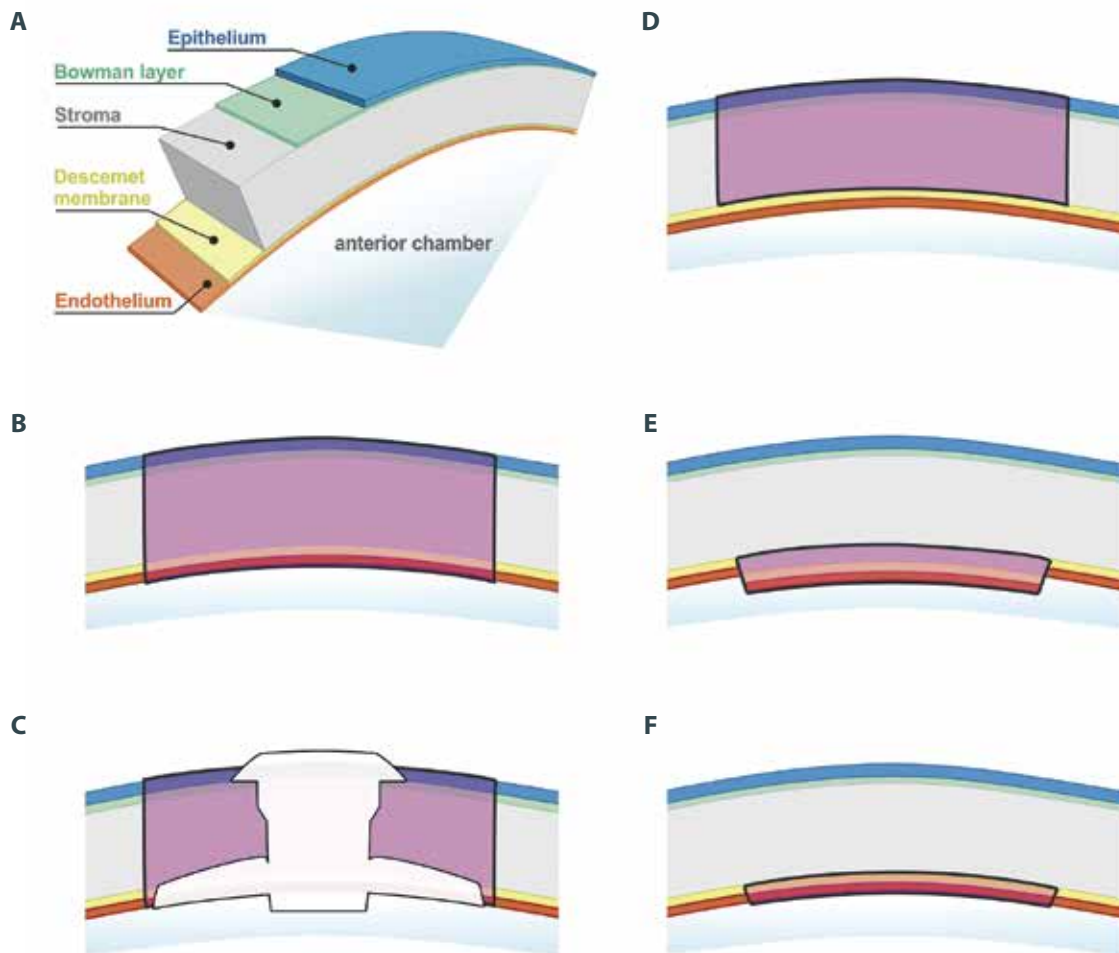 A
Epithelium
Bowman layer
Stroma
Descemet
membrane
Endothelium
anterior chamber
B
C
D
E
F